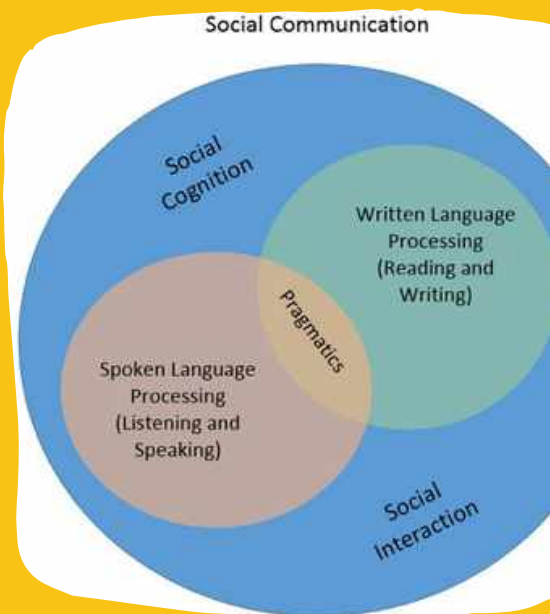 Social Communication
Social
Cognition
Written Language
Processing
(Reading and
Writing)
Pragmatics
Spoken Language
Processing
(Listening and
Speaking)
Social
Interaction